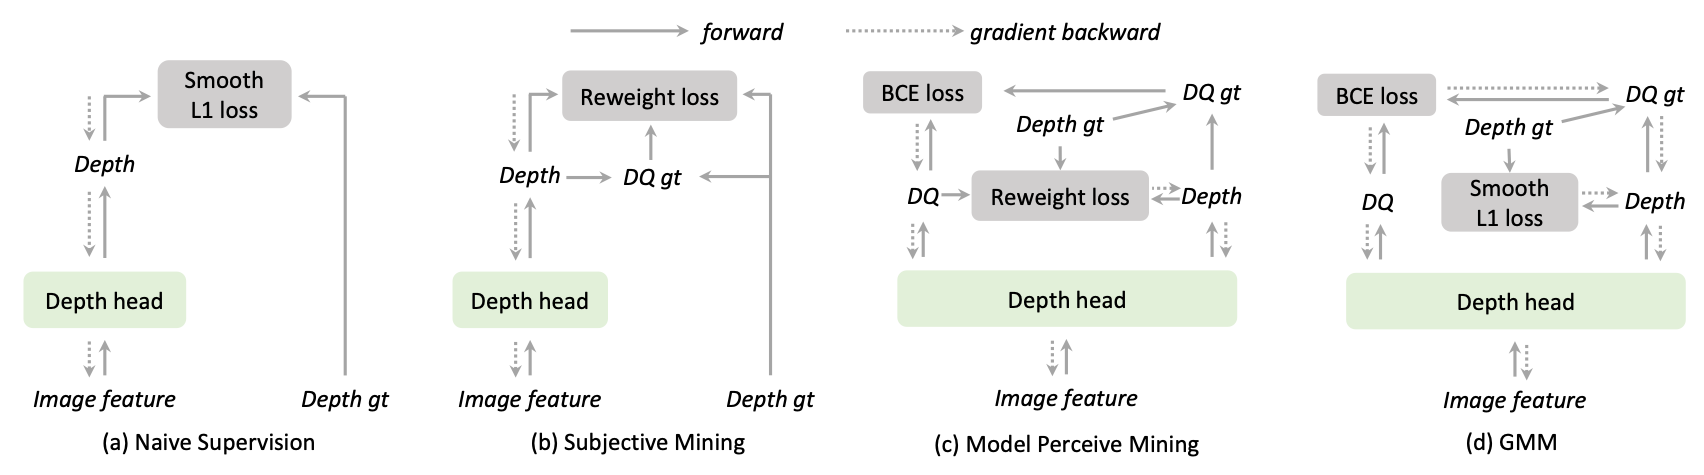 forward
gradient backward
Smooth
L1 loss
Depth
Depth head
Image feature
Depth gt
(a) Naive Supervision
Reweight loss
Depth
DQ gt
Depth head
Image feature
Depth gt
(b) Subjective Mining
BCE loss
DQ gt
Depth gt
DQ
Reweight loss
Depth
Depth head
Image feature
(c) Model Perceive Mining
BCE loss
DQ gt
Depth gt
DQ
Smooth
L1 loss
Depth
Depth head
Image feature
(d) GMM